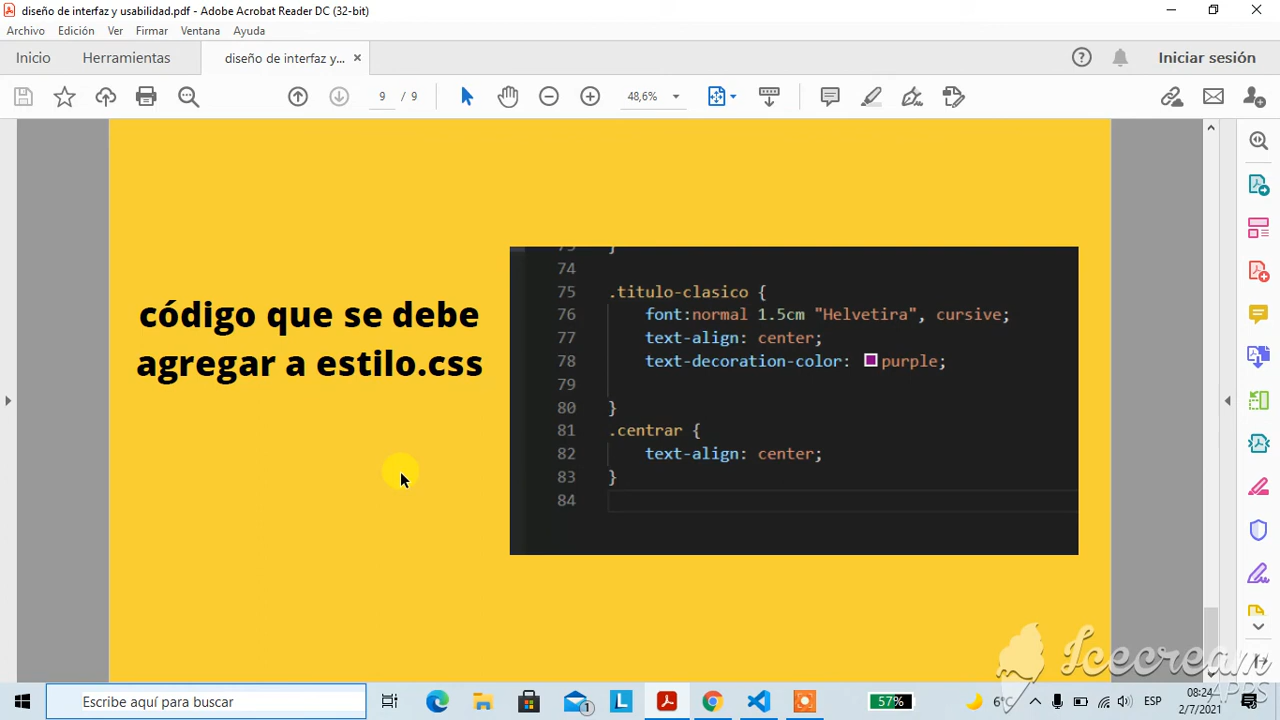 diseño de interfaz y usabilidad.pdf - Adobe Acrobat Reader DC (32-bit)
Archivo Edición Ver Firmar Ventana Ayuda
Inicio Herramientas diseño de interfaz y... × Iniciar sesión
9 / 9 48,6%
código que se debe
agregar a estilo.css
74
75 .titulo-clasico {
76 font:normal 1.5cm "Helvetira", cursive;
77 text-align: center;
78 text-decoration-color: purple;
79
80 }
81 .centrar {
82 text-align: center;
83 }
84
Icecream
APPS
Escribe aquí para buscar
1
57%
6°C
ESP
08:24
2/7/2021